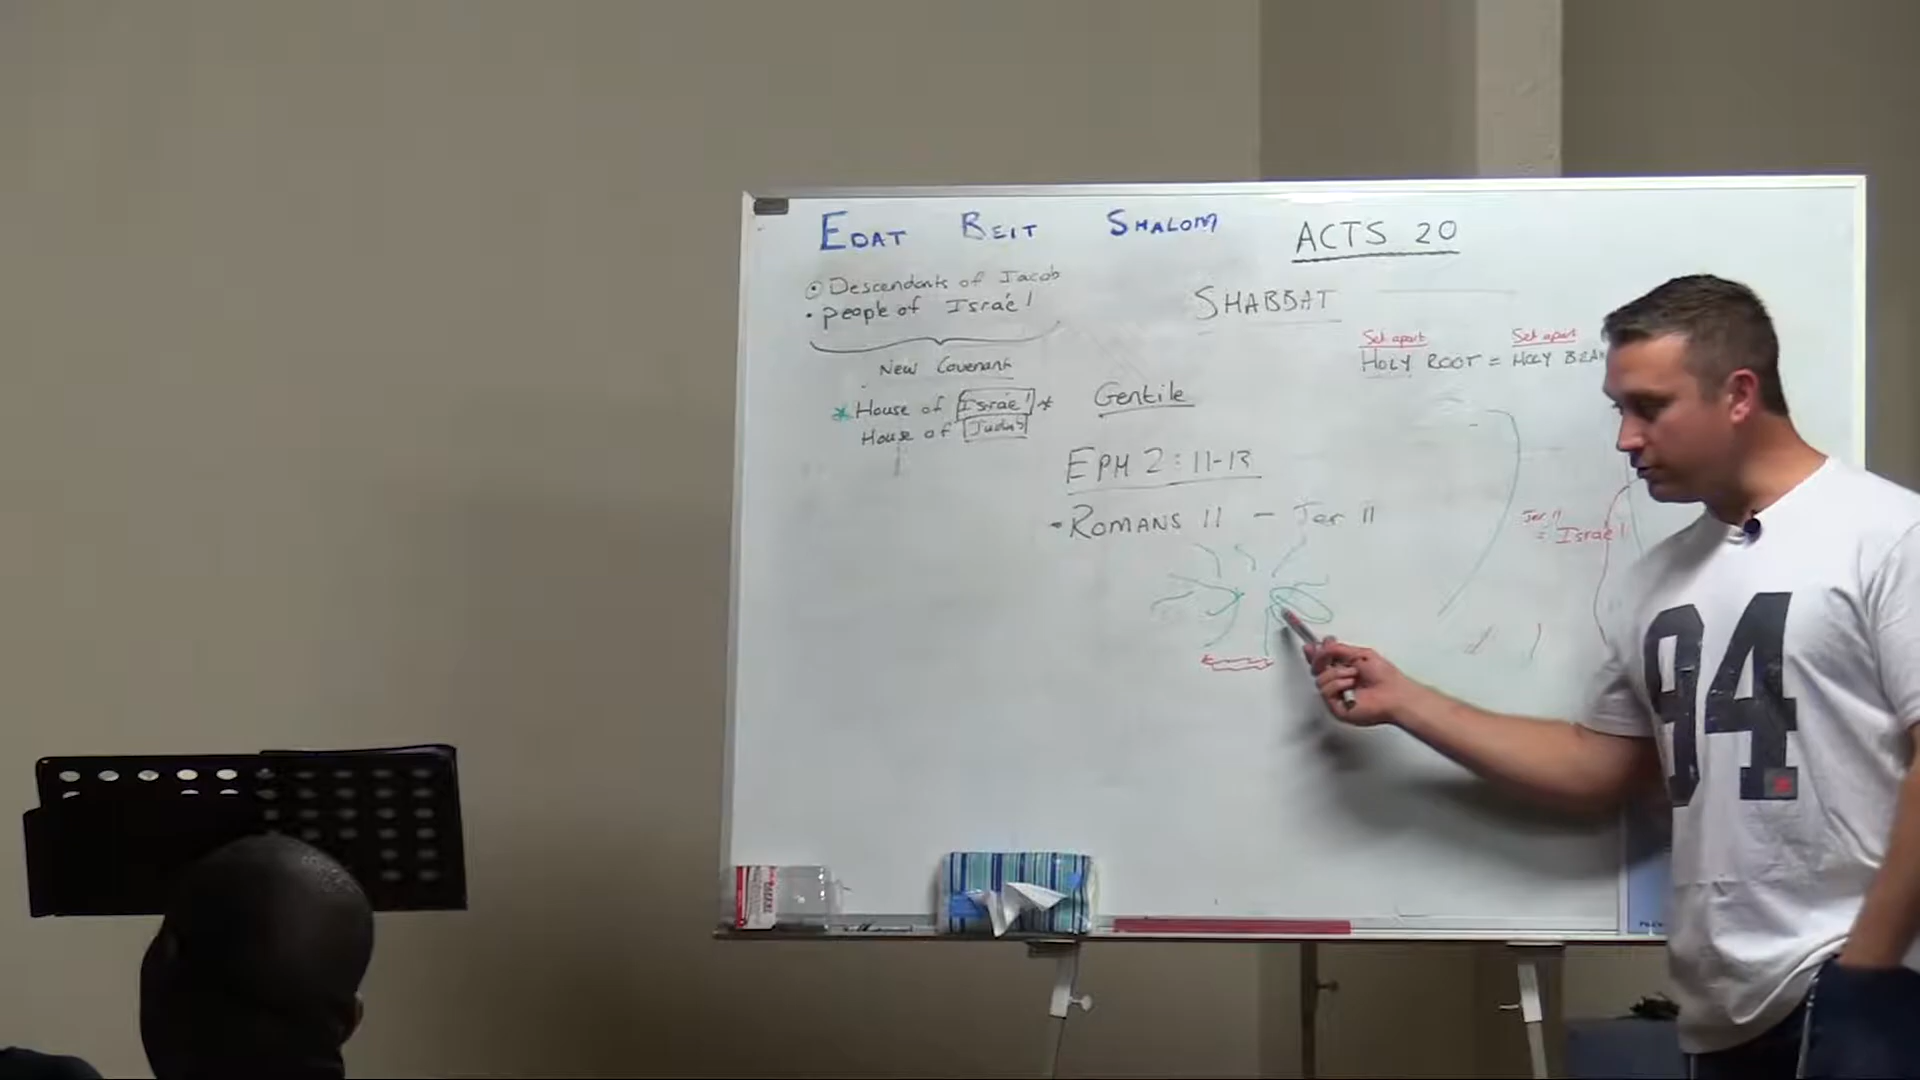 EDAT BEIT SHALOM
ACTS 20
Descendants of Jacob
• people of Israel
SHABBAT
Set apart Set apart
HOLY ROOT = HOLY
New Covenant
* House of Israel *
House of Judah
Gentile
EPH 2:11-13
• ROMANS 11 - Jer 11
Jer 11
= Israel
94